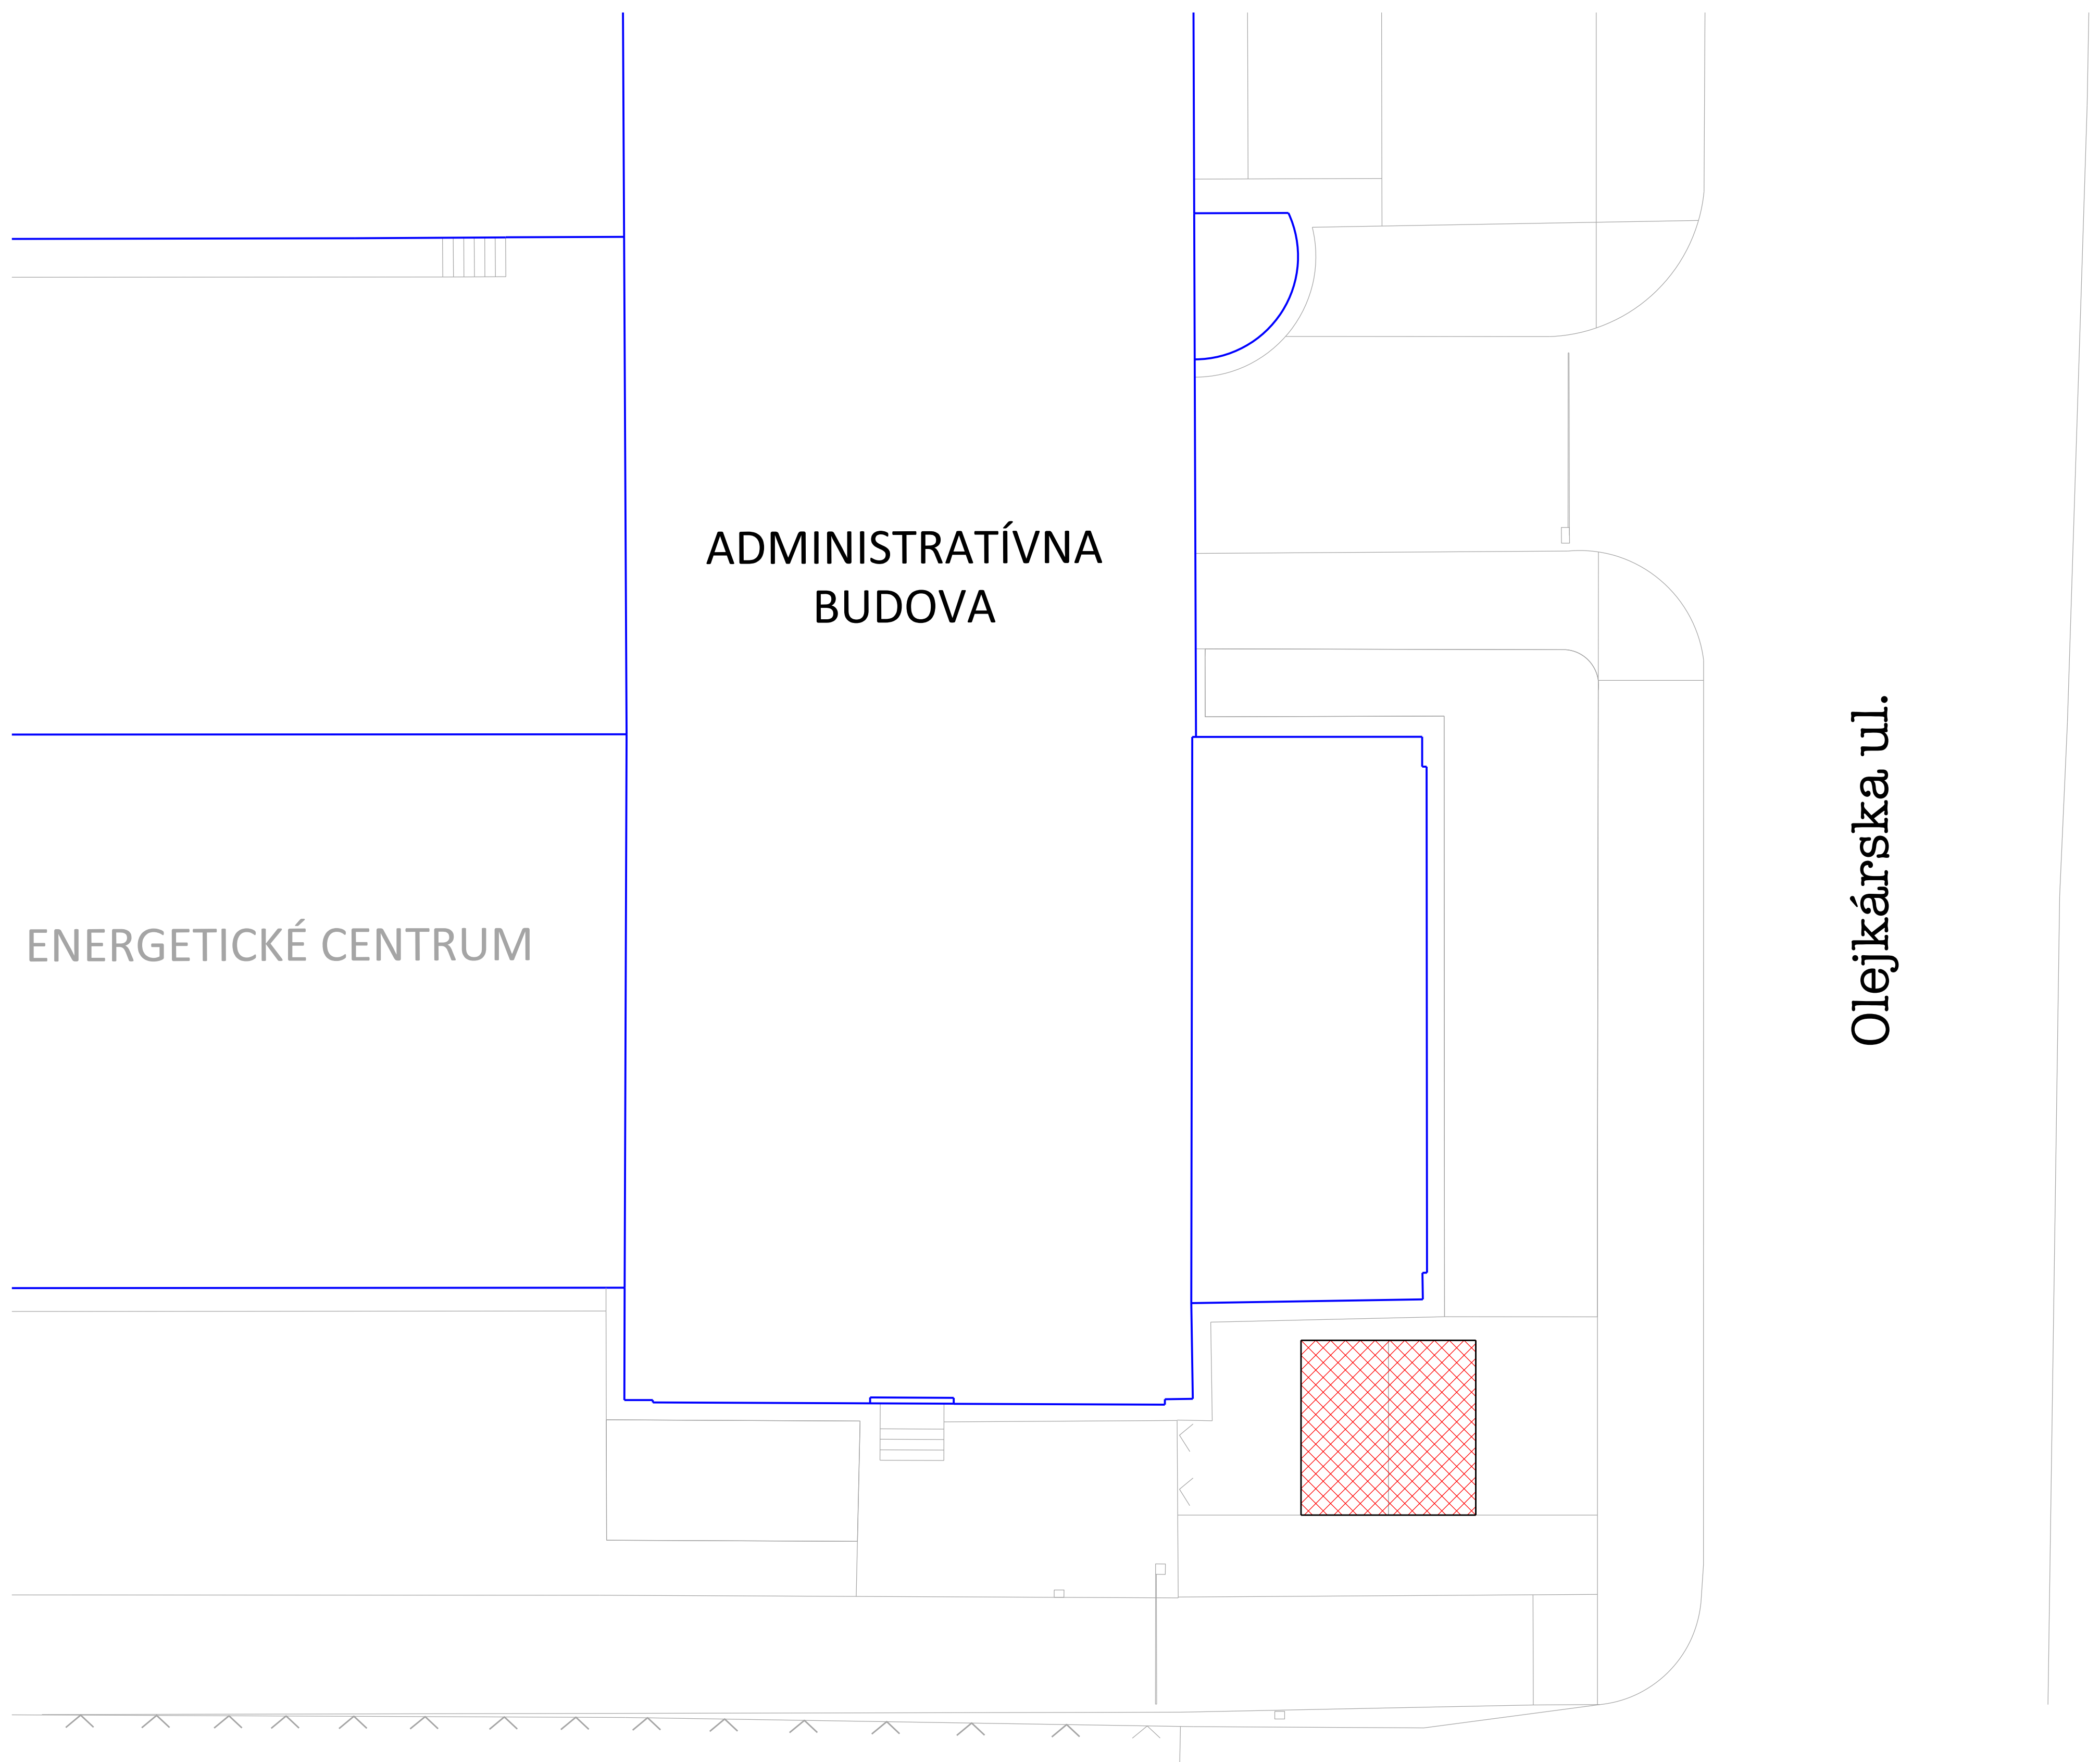 ADMINISTRATÍVNA
BUDOVA
Olejkárska ul.
ENERGETICKÉ CENTRUM